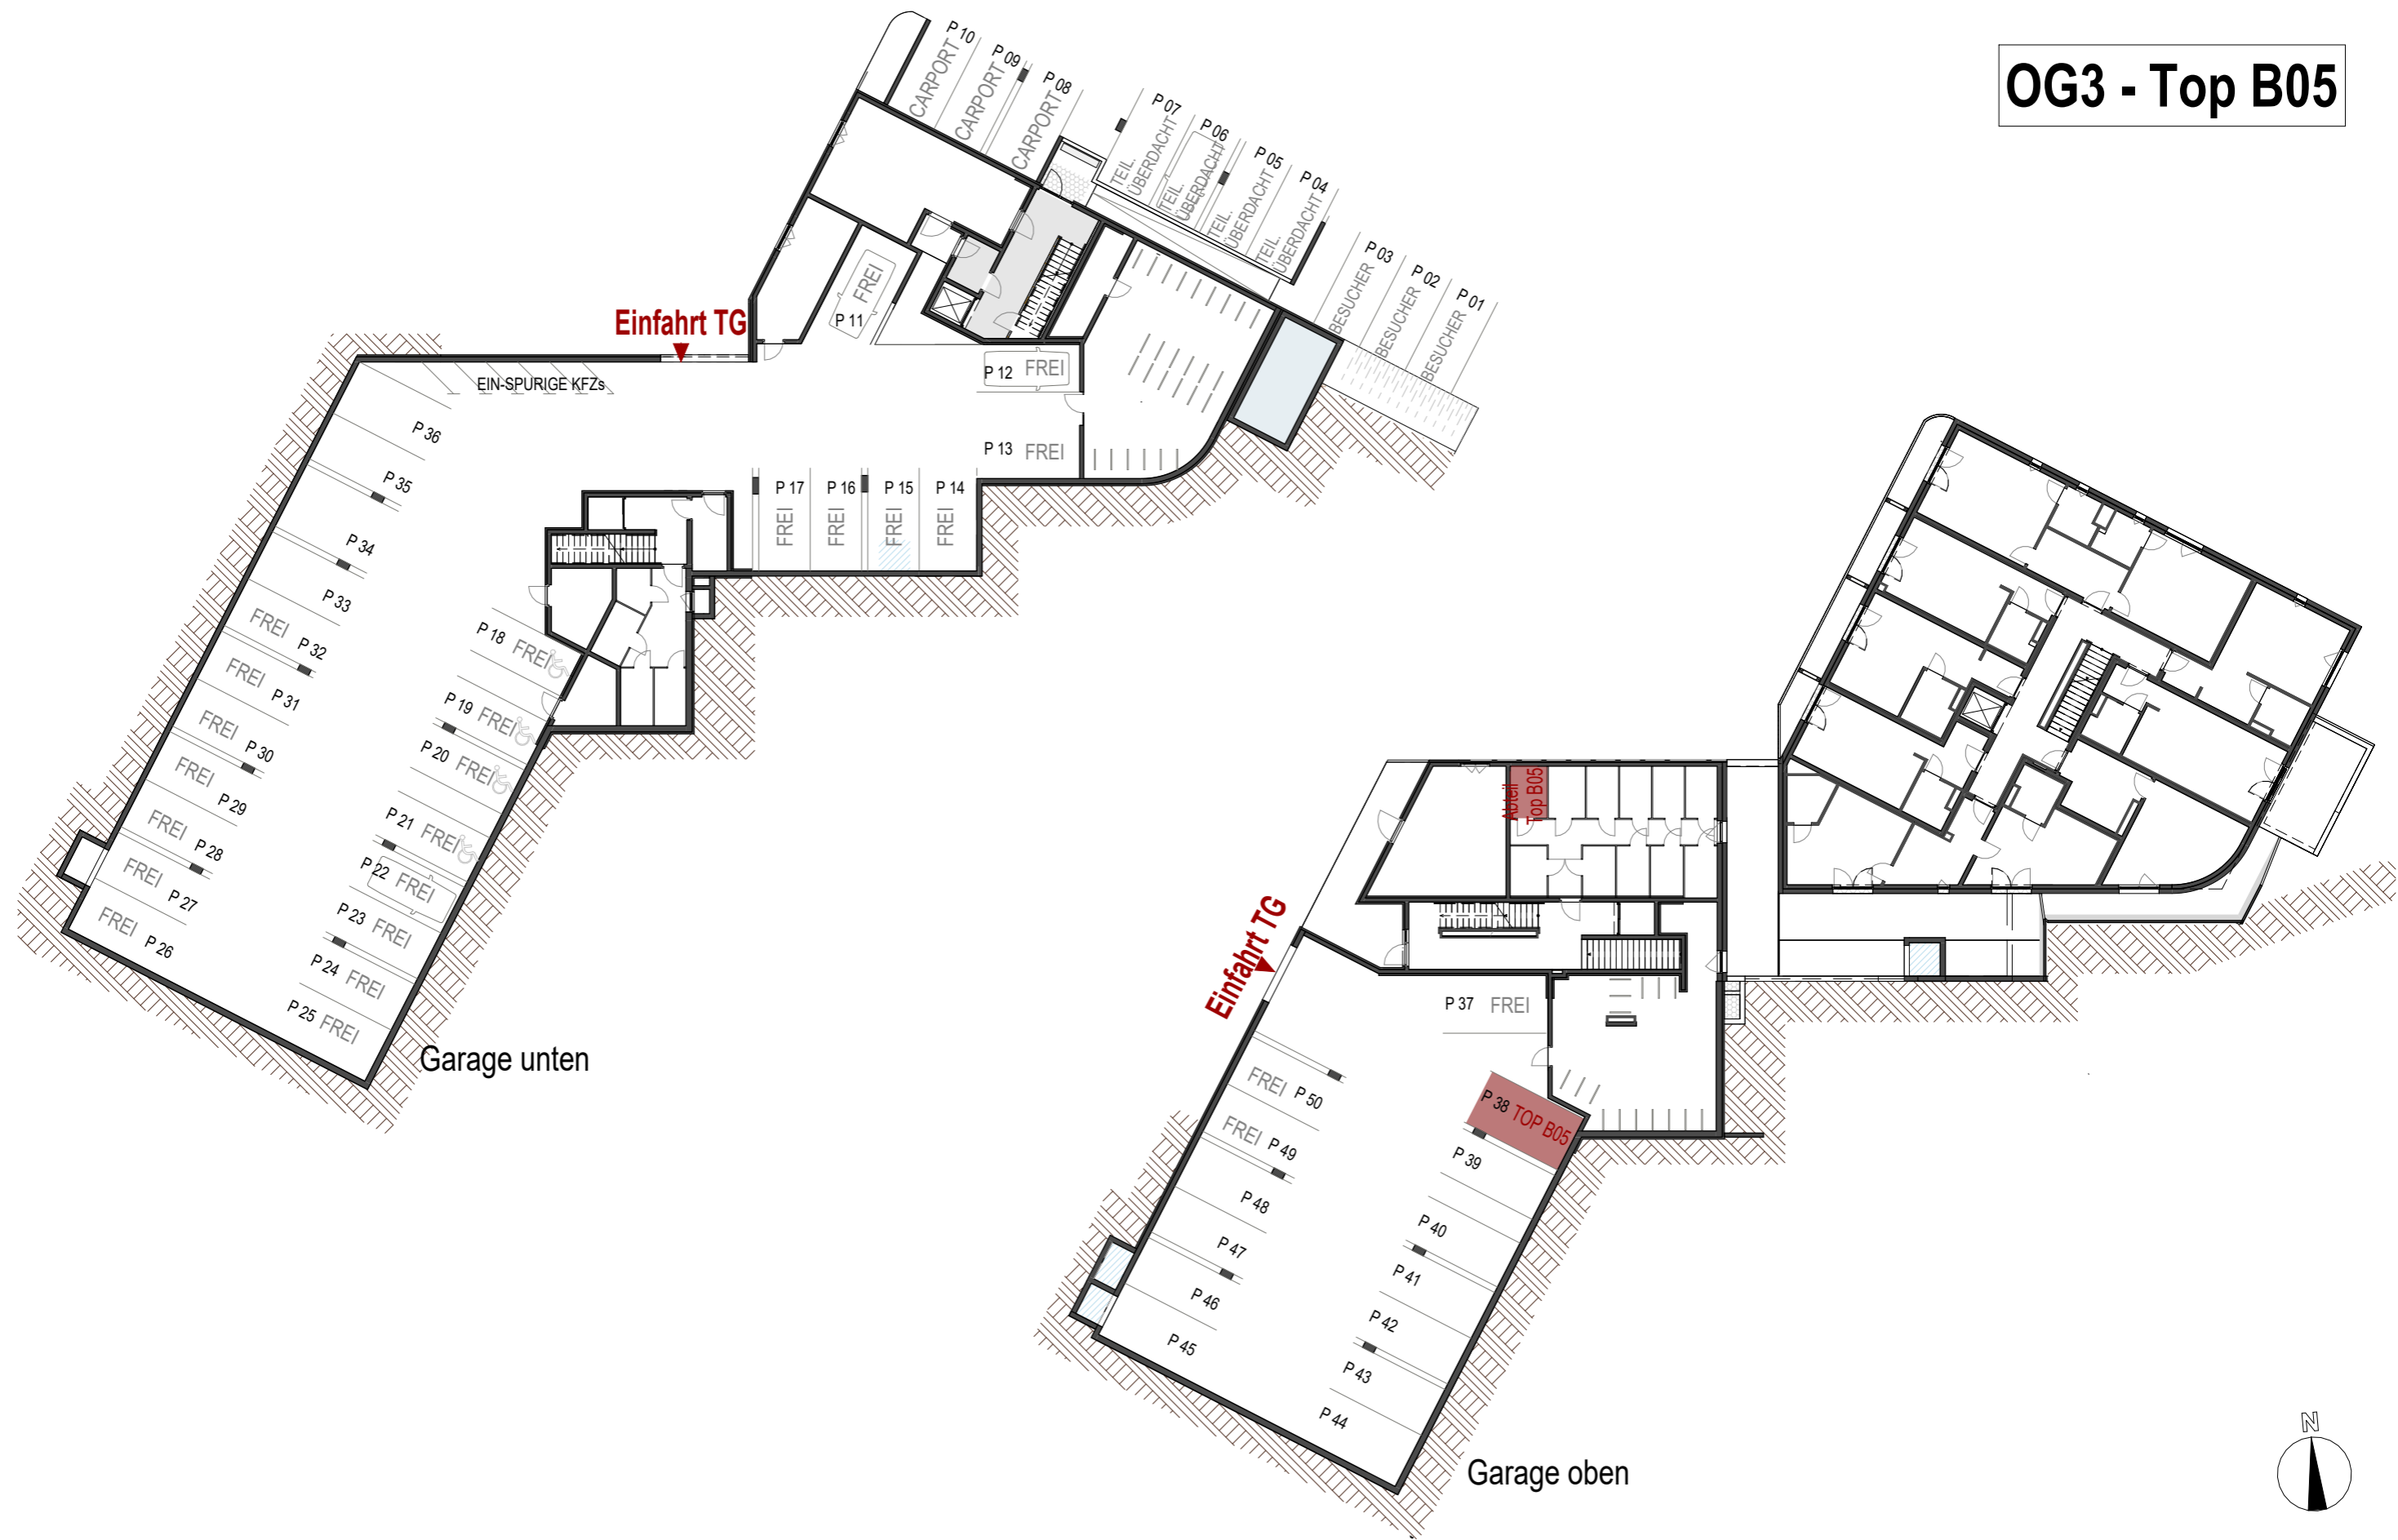 OG3 - Top B05
P 10
CARPORT
P 09
CARPORT
P 08
CARPORT
P 07
TEIL.
ÜBERDACHT
P 06
TEIL.
ÜBERDACHT
P 05
TEIL.
ÜBERDACHT
P 04
TEIL.
ÜBERDACHT
P 03
BESUCHER
P 02
BESUCHER
P 01
BESUCHER
Einfahrt TG
FREI
P 11
P 12 FREI
P 13 FREI
EIN-SPURIGE KFZs
P 17
FREI
P 16
FREI
P 15
FREI
P 14
FREI
P 36
P 35
P 34
P 33
FREI P 32
FREI P 31
FREI P 30
FREI P 29
FREI P 28
FREI P 27
FREI P 26
P 18 FREI
P 19 FREI
P 20 FREI
P 21 FREI
P 22 FREI
P 23 FREI
P 24 FREI
P 25 FREI
Garage unten
Abteil
Top B05
Einfahrt TG
P 37 FREI
P 38 TOP B05
FREI P 50
FREI P 49
P 48
P 47
P 46
P 45
P 39
P 40
P 41
P 42
P 43
P 44
Garage oben
N